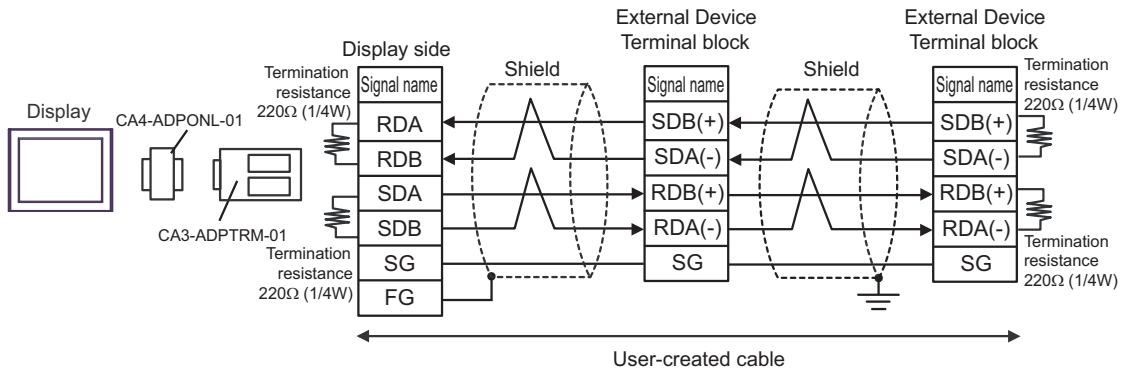 Display
CA4-ADPONL-01
CA3-ADPTRM-01
Display side
Termination
resistance
220Ω (1/4W)
Termination
resistance
220Ω (1/4W)
Signal name
RDA
RDB
SDA
SDB
SG
FG
Shield
External Device
Terminal block
Signal name
SDB(+)
SDA(-)
RDB(+)
RDA(-)
SG
Shield
External Device
Terminal block
Signal name
SDB(+)
SDA(-)
RDB(+)
RDA(-)
SG
Termination
resistance
220Ω (1/4W)
Termination
resistance
220Ω (1/4W)
User-created cable